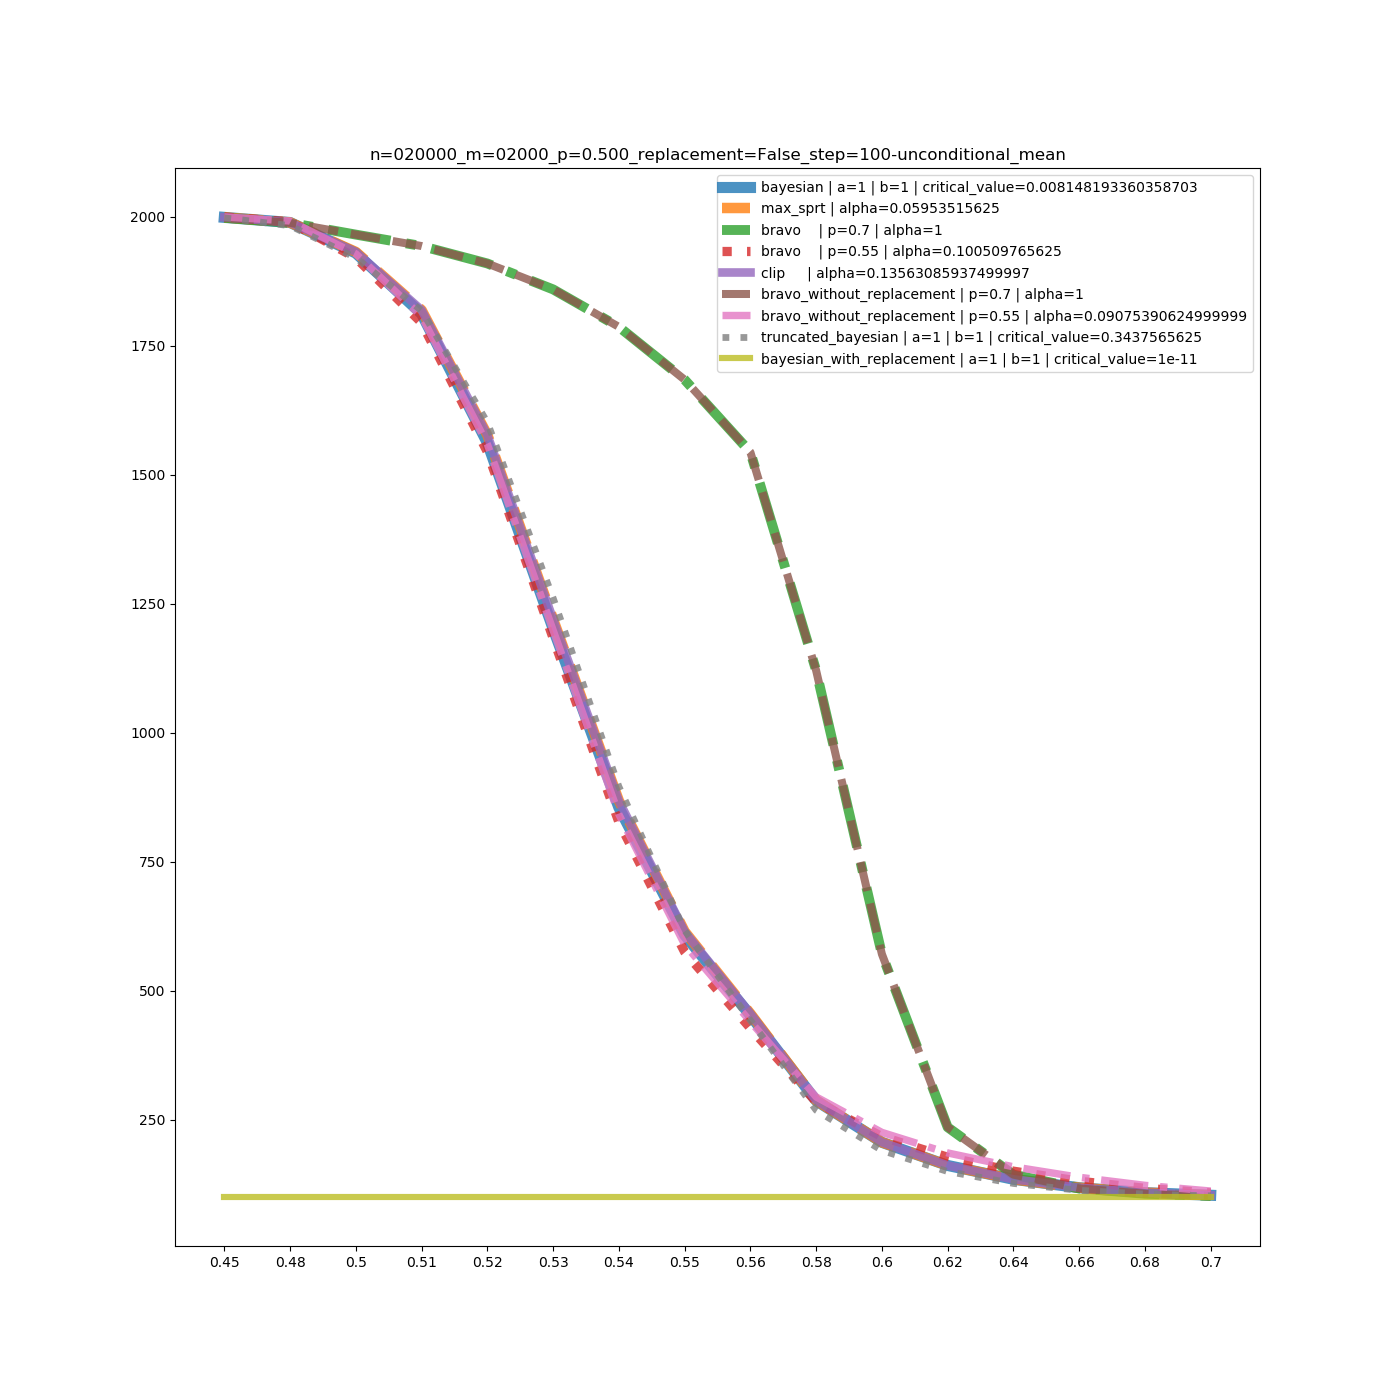 n=020000_m=02000_p=0.500_replacement=False_step=100-unconditional_mean
bayesian | a=1 | b=1 | critical_value=0.008148193360358703
max_sprt | alpha=0.05953515625
bravo    | p=0.7 | alpha=1
bravo    | p=0.55 | alpha=0.100509765625
clip     | alpha=0.13563085937499997
bravo_without_replacement | p=0.7 | alpha=1
bravo_without_replacement | p=0.55 | alpha=0.09075390624999999
truncated_bayesian | a=1 | b=1 | critical_value=0.3437565625
bayesian_with_replacement | a=1 | b=1 | critical_value=1e-11
2000
1750
1500
1250
1000
750
500
250
0.45 0.48 0.5 0.51 0.52 0.53 0.54 0.55 0.56 0.58 0.6 0.62 0.64 0.66 0.68 0.7